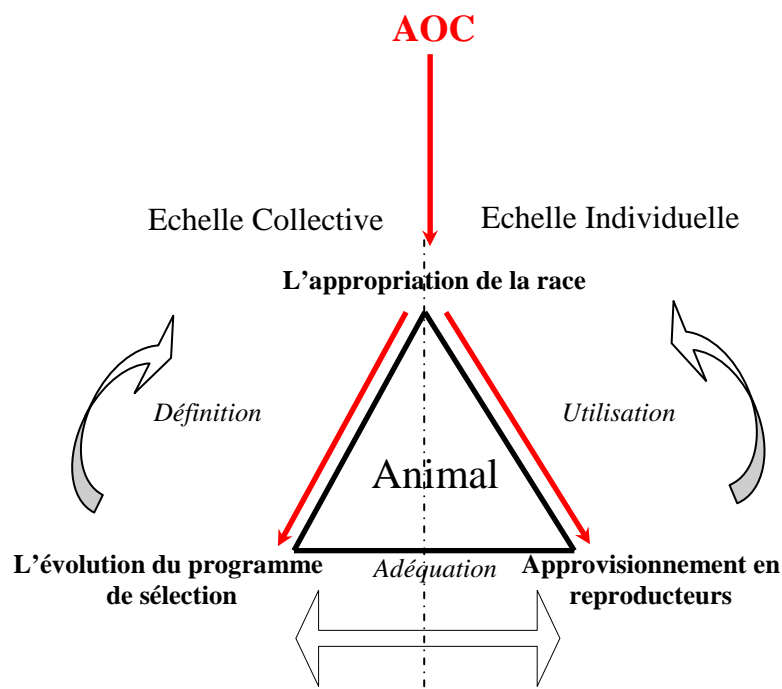 AOC
Echelle Collective
Echelle Individuelle
L'appropriation de la race
Définition
Utilisation
Animal
L'évolution du programme
de sélection
Adéquation
Approvisionnement en
reproducteurs